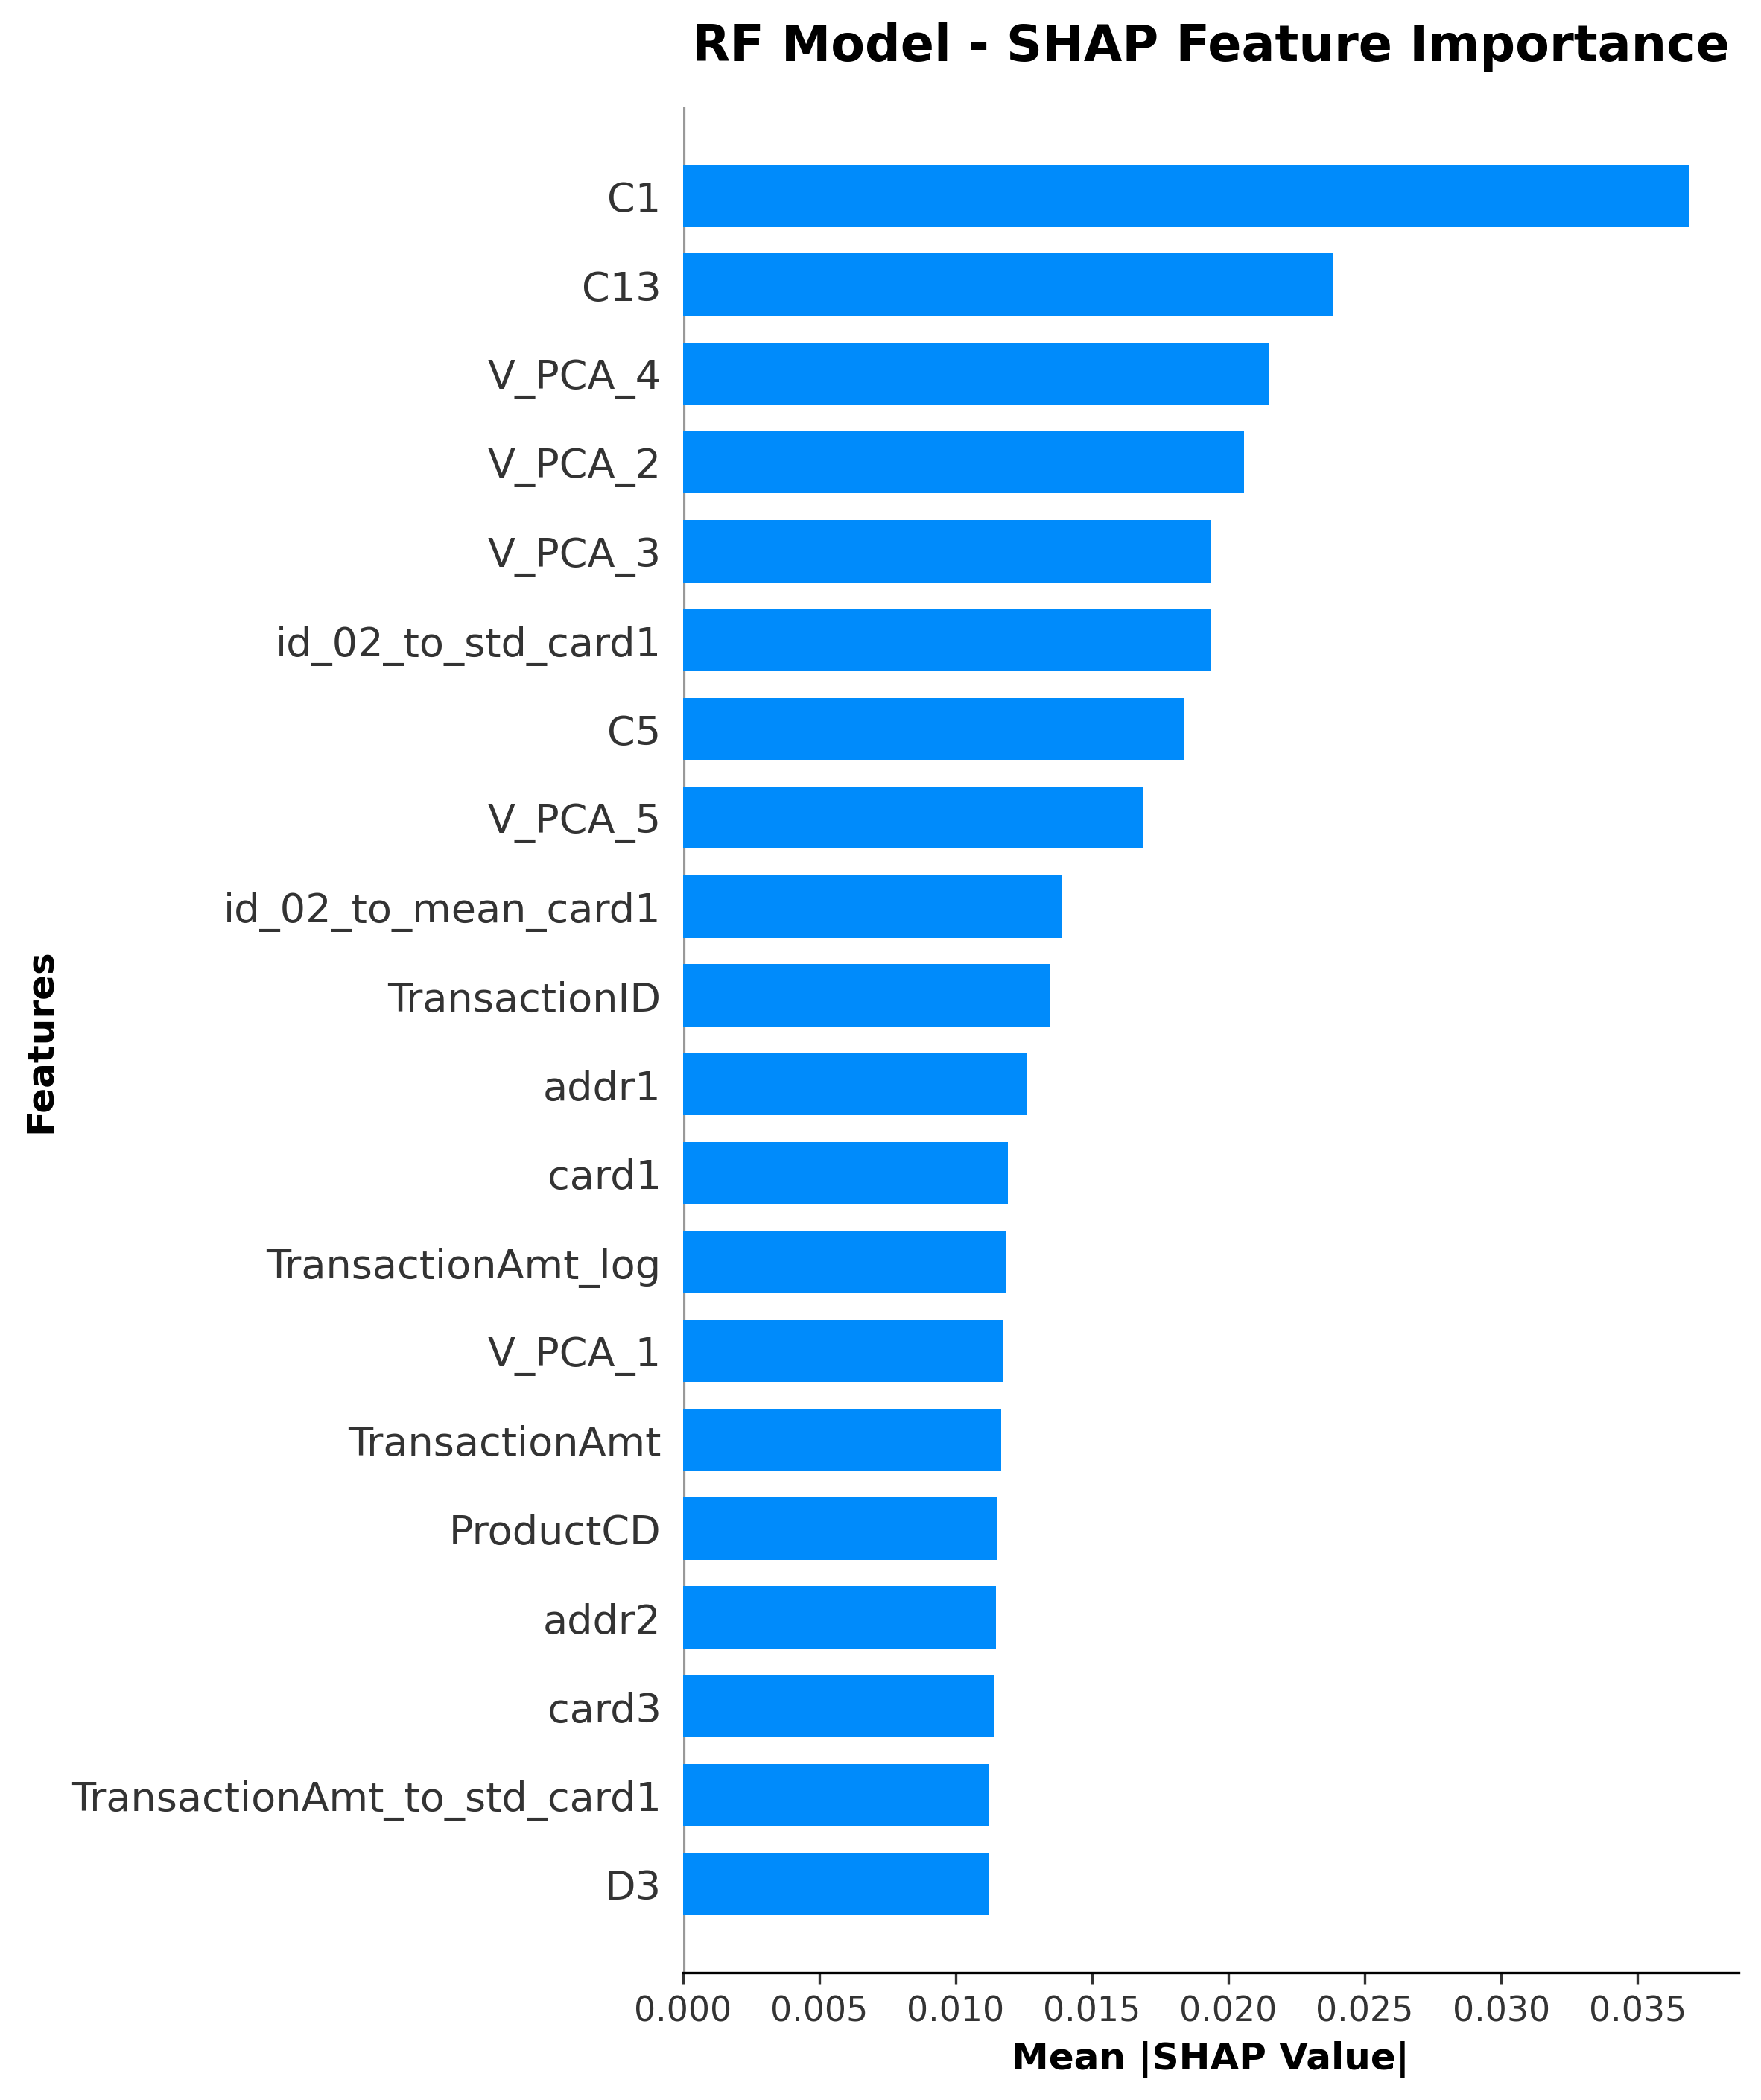 RF Model - SHAP Feature Importance
C1
C13
V_PCA_4
V_PCA_2
V_PCA_3
id_02_to_std_card1
C5
V_PCA_5
id_02_to_mean_card1
TransactionID
addr1
card1
TransactionAmt_log
V_PCA_1
TransactionAmt
ProductCD
addr2
card3
TransactionAmt_to_std_card1
D3
Features
0.000 0.005 0.010 0.015 0.020 0.025 0.030 0.035
Mean |SHAP Value|